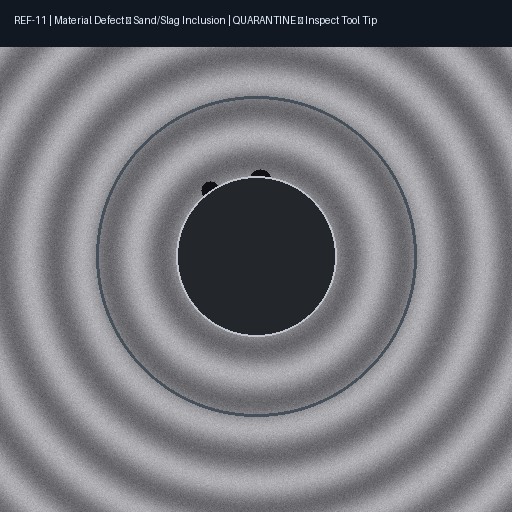 REF-11 | Material Defect▯ Sand/Slag Inclusion | QUARANTINE ▯ Inspect Tool Tip